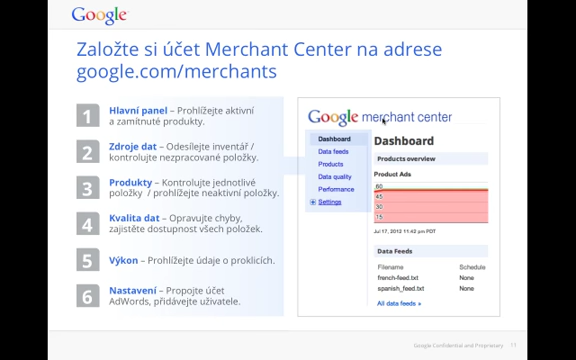 Google
Založte si účet Merchant Center na adrese
google.com/merchants
1
Hlavní panel – Prohlížejte aktivní
a zamítnuté produkty.
2
Zdroje dat – Odesílejte inventář /
kontrolujte nezpracované položky.
3
Produkty – Kontrolujte jednotlivé
položky / prohlížejte neaktivní položky.
4
Kvalita dat – Opravujte chyby,
zajistěte dostupnost všech položek.
5
Výkon – Prohlížejte údaje o proklicích.
6
Nastavení – Propojte účet
AdWords, přidávejte uživatele.
Google merchant center
Dashboard
Data feeds
Products
Data quality
Performance
Settings
Dashboard
Products overview
Product Ads
60
45
30
15
Jul 17, 2012 11:42 pm PDT
Data Feeds
Filename Schedule
french-feed.txt None
spanish_feed.txt None
All data feeds »
Google Confidential and Proprietary 11